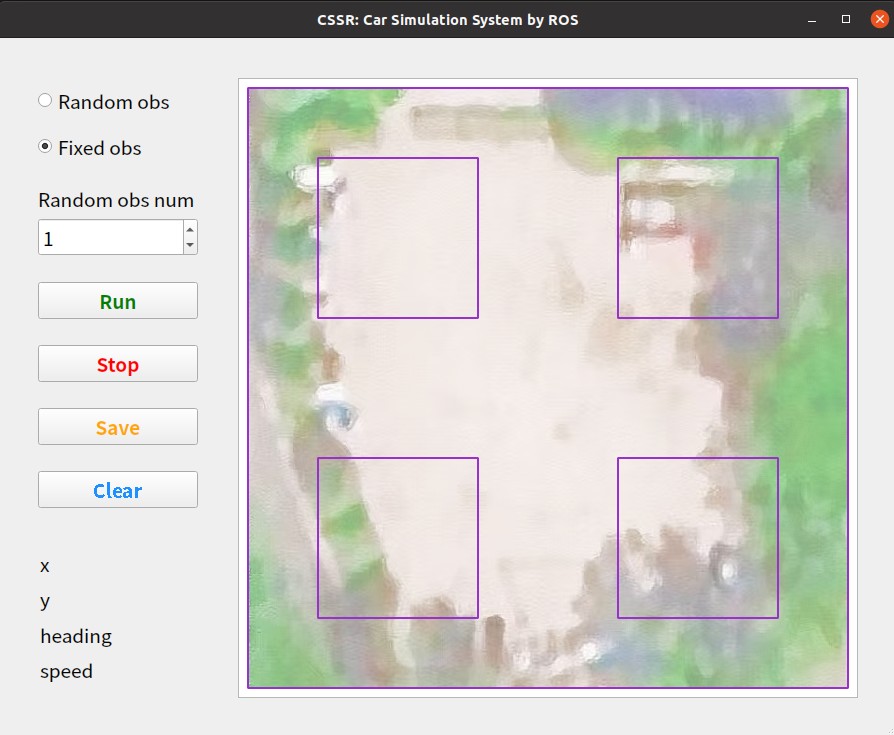 CSSR: Car Simulation System by ROS
Random obs
Fixed obs
Random obs num
1
Run
Stop
Save
Clear
x
y
heading
speed